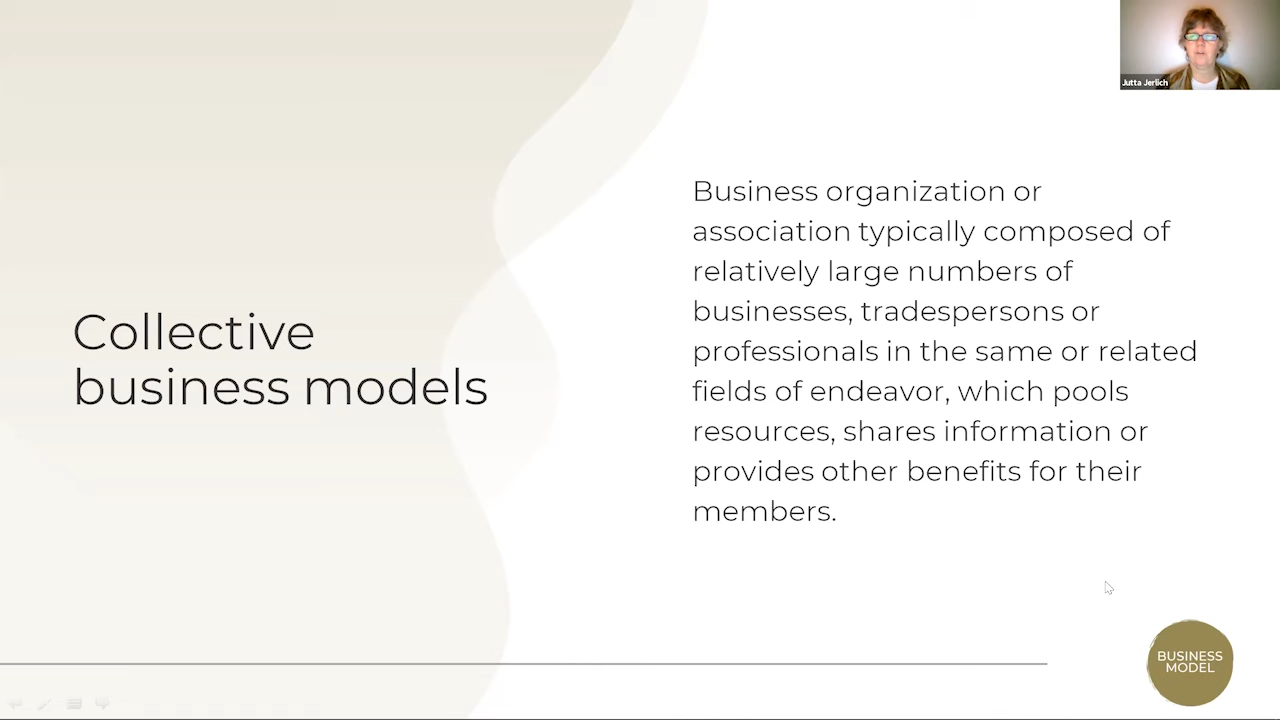 Jutta Jerlich
Collective
business models
Business organization or
association typically composed of
relatively large numbers of
businesses, tradespersons or
professionals in the same or related
fields of endeavor, which pools
resources, shares information or
provides other benefits for their
members.
BUSINESS
MODEL